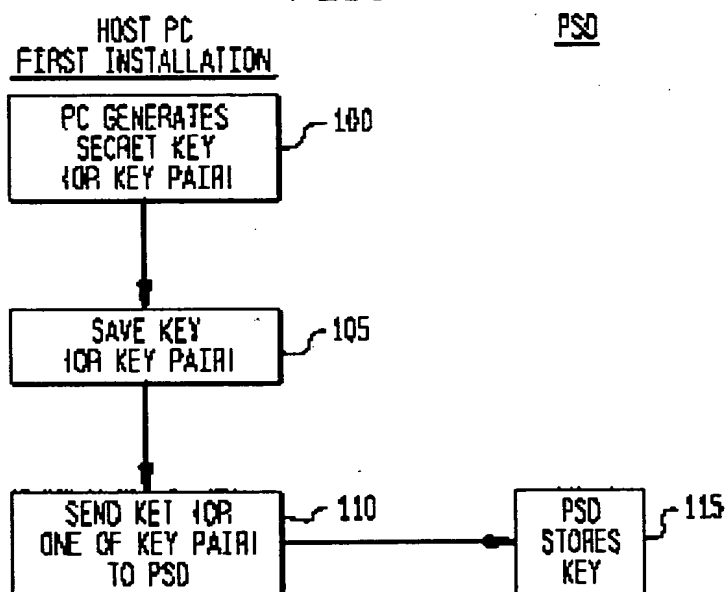 HOST PC
FIRST INSTALLATION
PSD
PC GENERATES
SECRET KEY
(OR KEY PAIR)
100
SAVE KEY
(OR KEY PAIR)
105
SEND KEY (OR
ONE OF KEY PAIR)
TO PSD
110
PSD
STORES
KEY
115